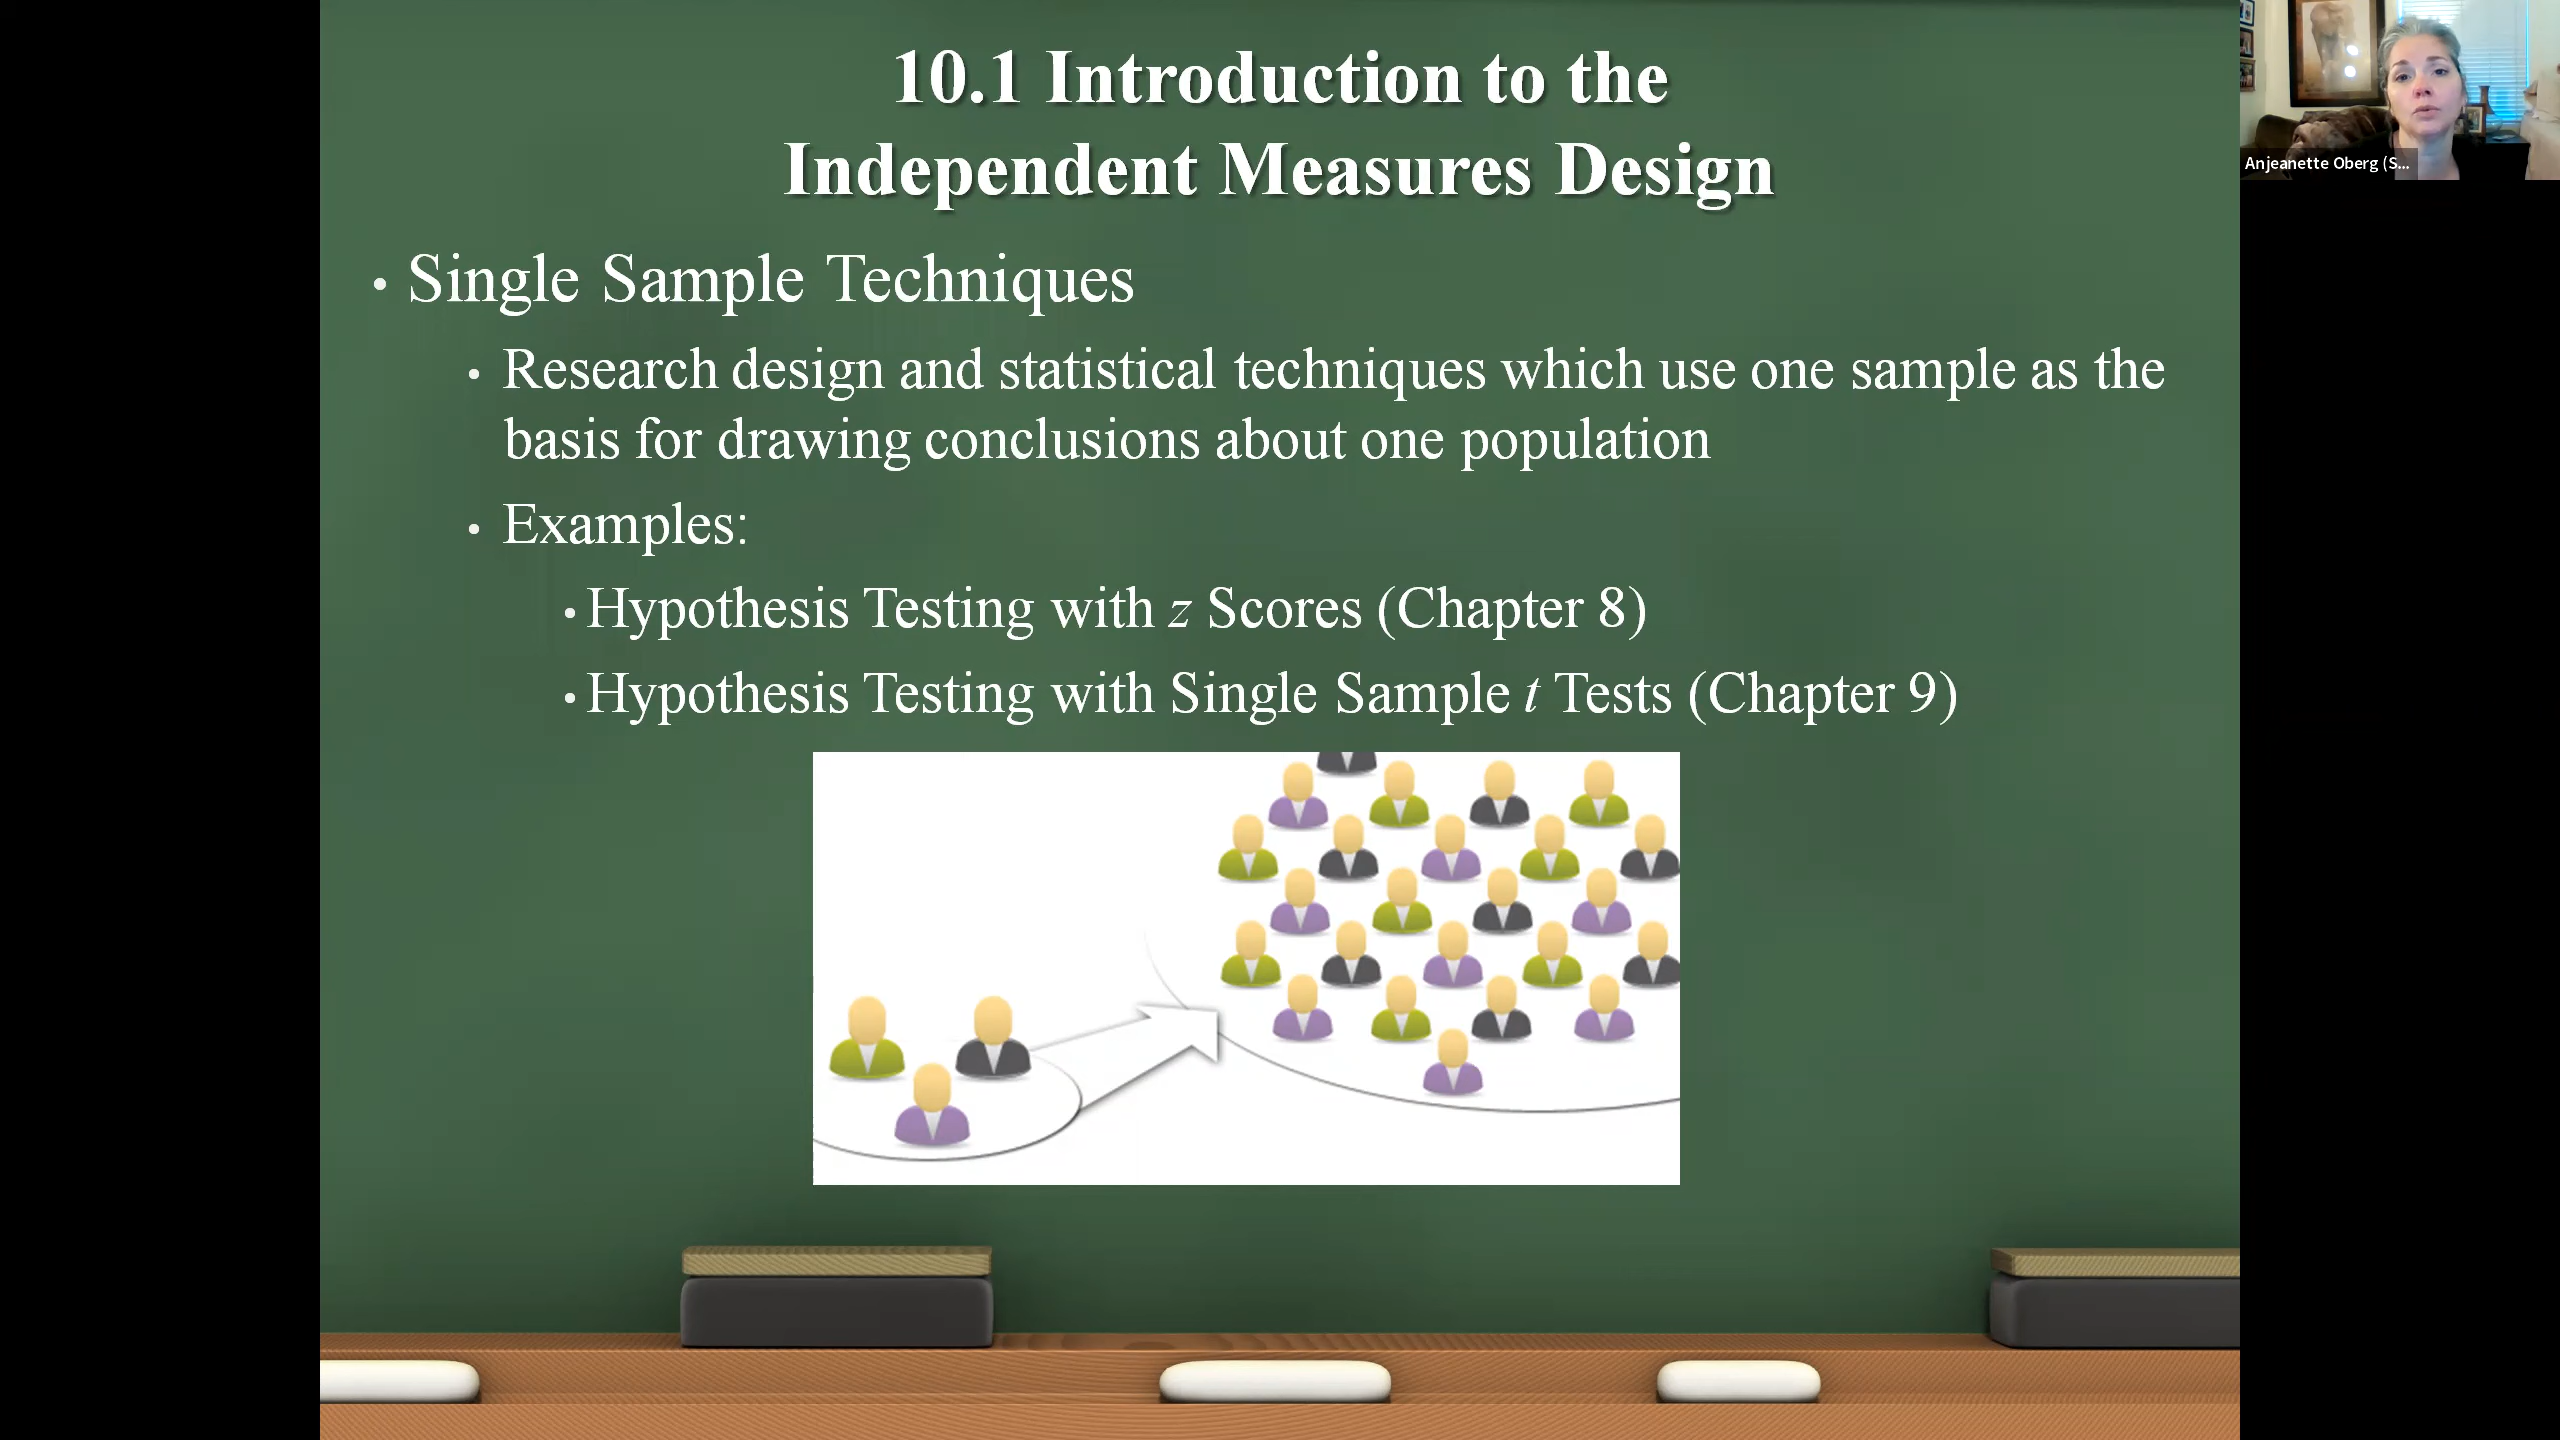 10.1 Introduction to the
Independent Measures Design
• Single Sample Techniques
• Research design and statistical techniques which use one sample as the
basis for drawing conclusions about one population
• Examples:
• Hypothesis Testing with z Scores (Chapter 8)
• Hypothesis Testing with Single Sample t Tests (Chapter 9)
Anjeanette Oberg (S...